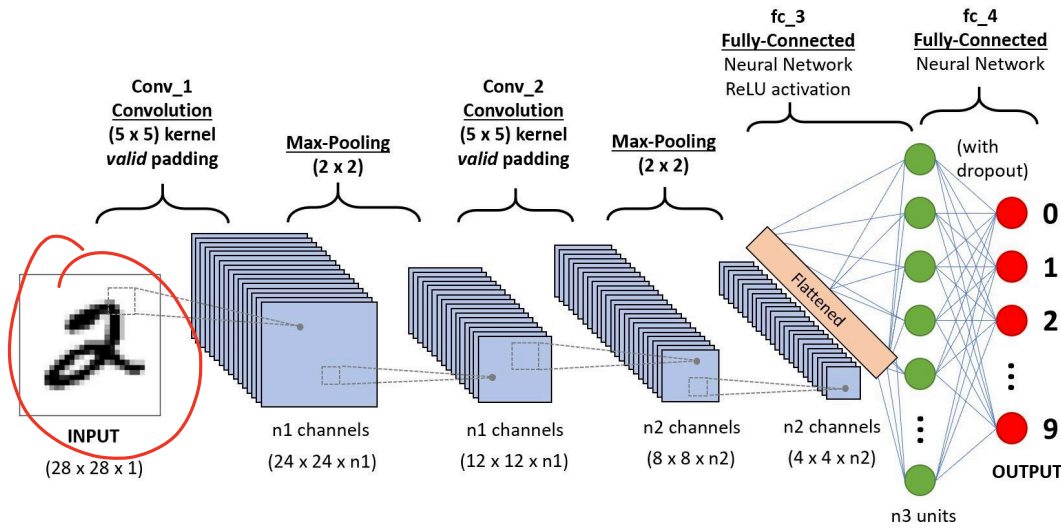 fc_3
Fully-Connected
Neural Network
ReLU activation
fc_4
Fully-Connected
Neural Network
Conv_1
Convolution
(5 x 5) kernel
valid padding
Max-Pooling
(2 x 2)
Conv_2
Convolution
(5 x 5) kernel
valid padding
Max-Pooling
(2 x 2)
(with
dropout)
2
Flattened
0
1
2
⋮
9
⋮
INPUT
(28 x 28 x 1)
n1 channels
(24 x 24 x n1)
n1 channels
(12 x 12 x n1)
n2 channels
(8 x 8 x n2)
n2 channels
(4 x 4 x n2)
OUTPUT
n3 units